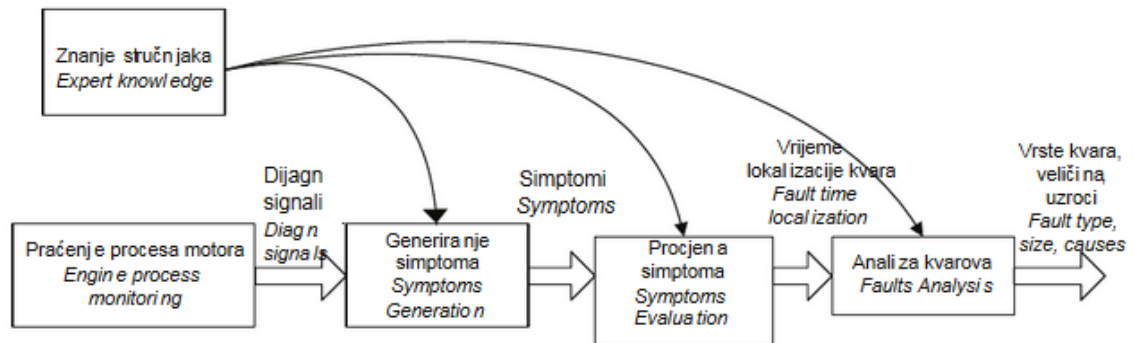 Znanje stručnjaka
Expert knowledge
Dijagn
signali
Diagn
signals
Simptomi
Symptoms
Vrijeme
lokalizacije kvara
Fault time
localization
Vrste kvara,
veličina,
uzroci
Fault type,
size, causes
Praćenje procesa motora
Engine process
monitoring
Generiranje
simptoma
Symptoms
Generation
Procjena
simptoma
Symptoms
Evaluation
Analiza kvarova
Faults Analysis